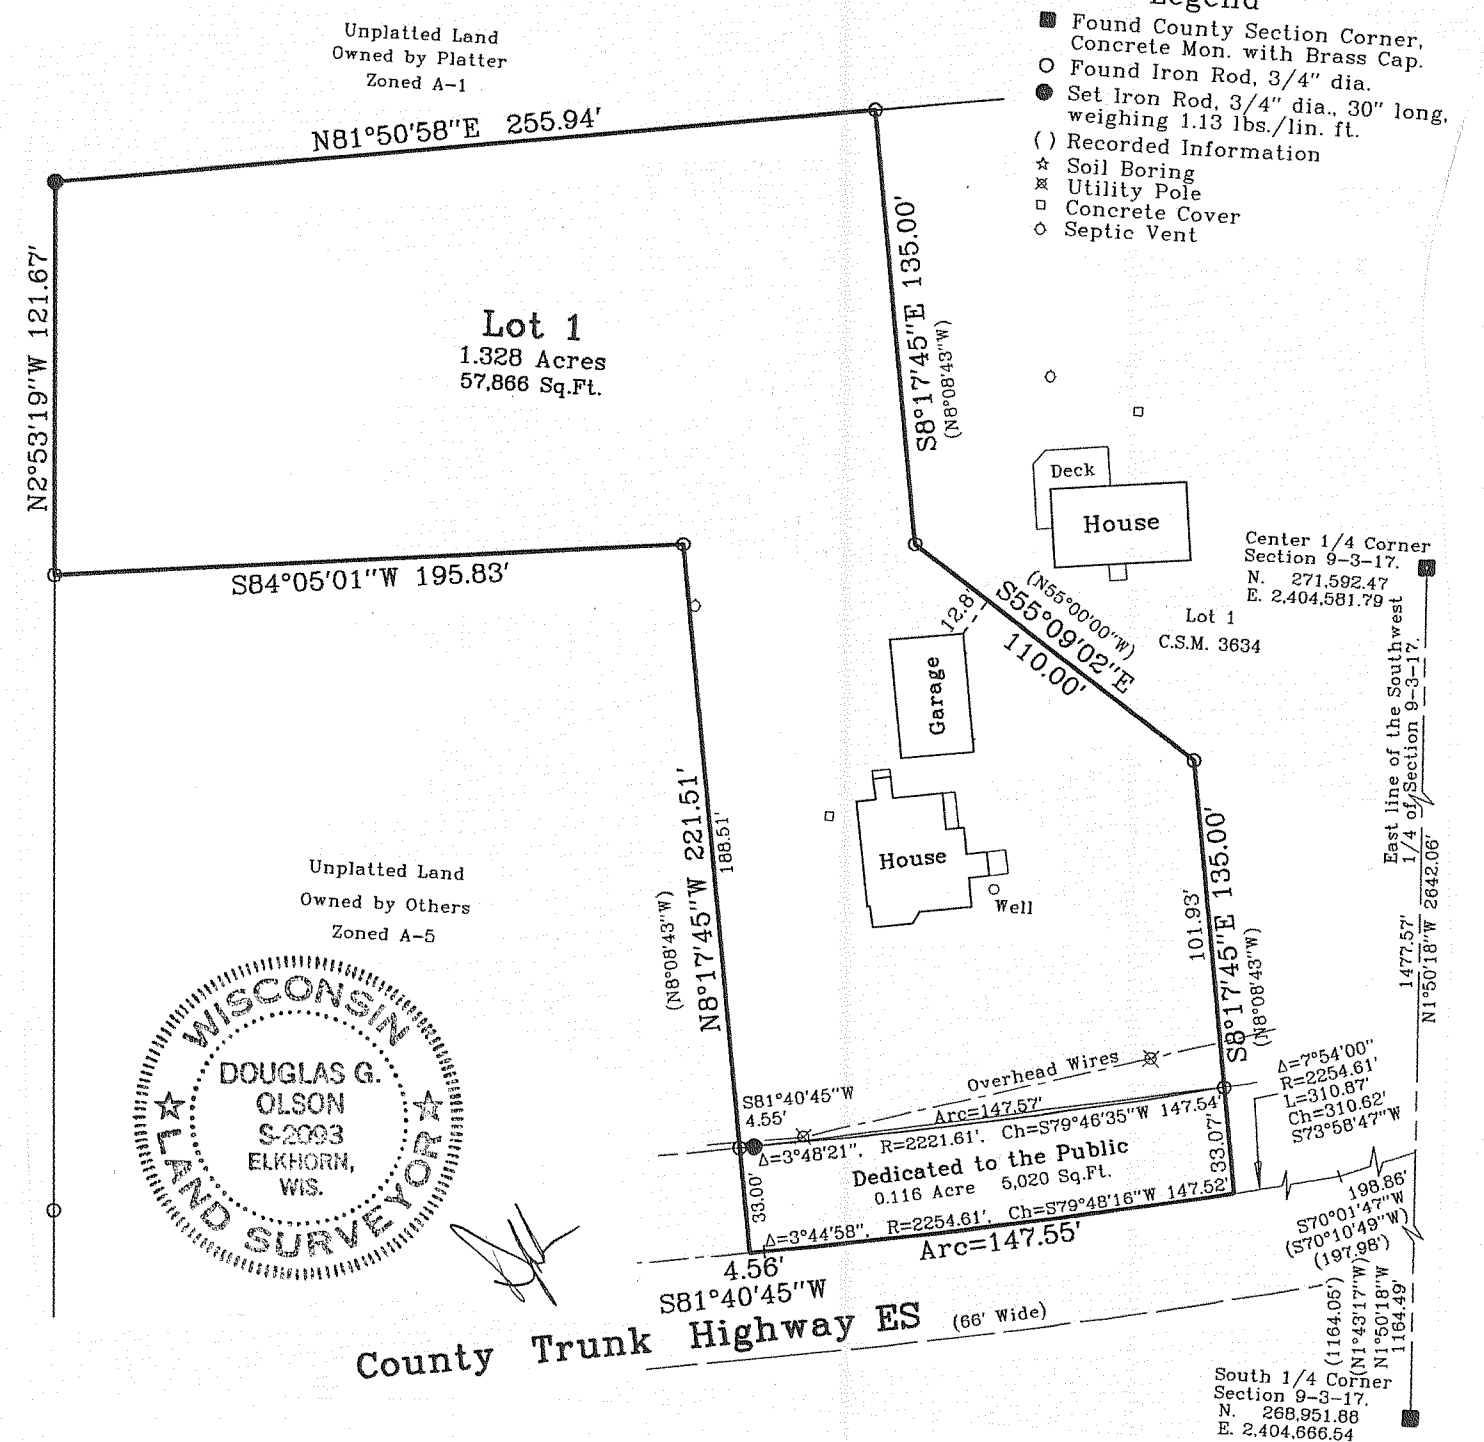 Unplatted Land
Owned by Platter
Zoned A-1
Legend
Found County Section Corner,
Concrete Mon. with Brass Cap.
Found Iron Rod, 3/4" dia.
Set Iron Rod, 3/4" dia., 30" long,
weighing 1.13 lbs./lin. ft.
( ) Recorded Information
Soil Boring
Utility Pole
Concrete Cover
Septic Vent
N81°50'58"E 255.94'
N2°53'19"W 121.67'
Lot 1
1.328 Acres
57,866 Sq.Ft.
S8°17'45"E 135.00'
(N8°08'43"W)
Deck
House
S84°05'01"W 195.83'
Center 1/4 Corner
Section 9-3-17.
N. 271,592.47
E. 2,404,581.79
12.8'
(N55°00'00"W)
S55°09'02"E
110.00'
Lot 1
C.S.M. 3634
Garage
House
Well
East line of the Southwest
1/4 of Section 9-3-17.
1477.57'
N1°50'18"W 2642.06'
(N8°08'43"W)
N8°17'45"W 221.51'
188.51'
101.93'
S8°17'45"E 135.00'
(N8°08'43"W)
Unplatted Land
Owned by Others
Zoned A-5
WISCONSIN
DOUGLAS G.
OLSON
S-2093
ELKHORN,
WIS.
LAND SURVEYOR
Overhead Wires
S81°40'45"W
4.55'
Arc=147.57'
Δ=3°48'21", R=2221.61', Ch=S79°46'35"W 147.54'
Dedicated to the Public
0.116 Acre 5,020 Sq.Ft.
33.00'
33.07'
Δ=3°44'58", R=2254.61', Ch=S79°48'16"W 147.52'
Arc=147.55'
4.56'
S81°40'45"W
Δ=7°54'00"
R=2254.61'
L=310.87'
Ch=310.62'
S73°58'47"W
198.86'
S70°01'47"W
(S70°10'49"W)
(197.98')
County Trunk Highway ES (66' Wide)
(1164.05')
(N1°43'17"W)
N1°50'18"W
1164.49'
South 1/4 Corner
Section 9-3-17.
N. 268,951.88
E. 2,404,666.54